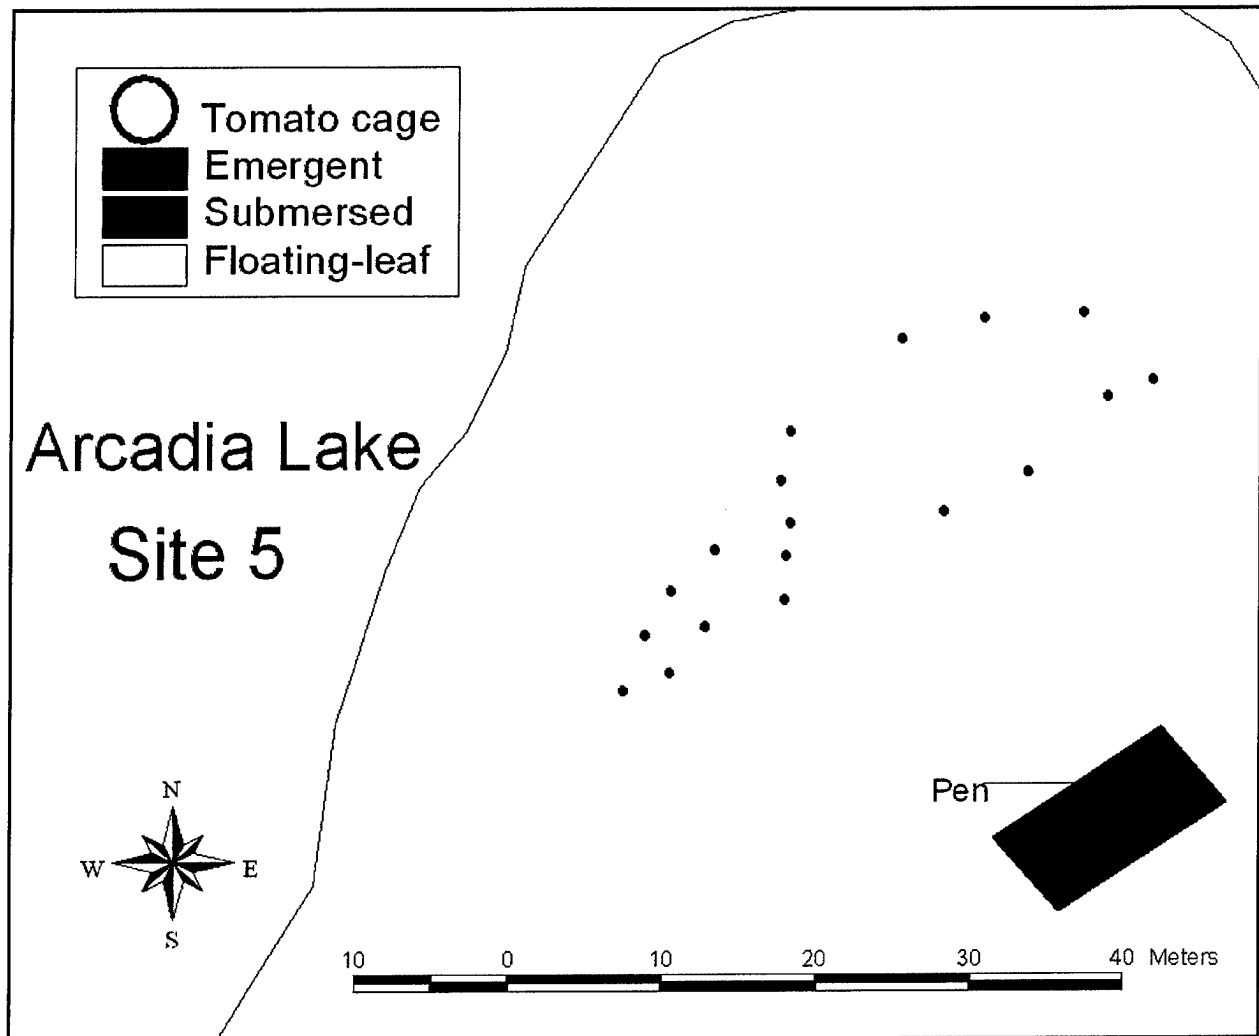 Tomato cage
Emergent
Submersed
Floating-leaf
Arcadia Lake
Site 5
Pen
N
W E
S
10 0 10 20 30 40 Meters